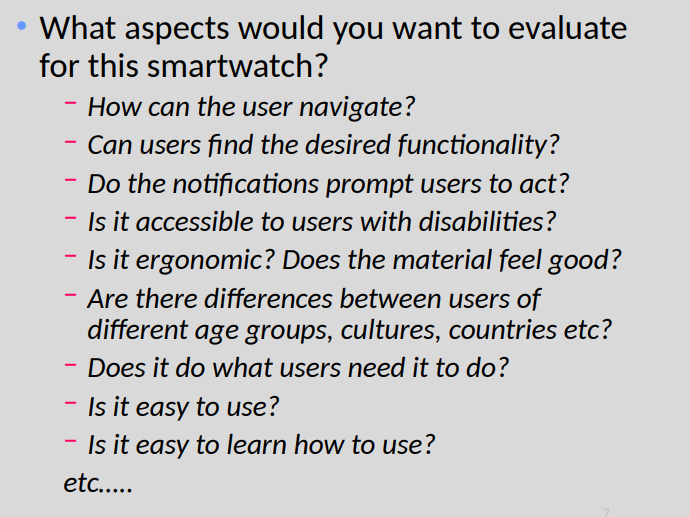 • What aspects would you want to evaluate
for this smartwatch?
– How can the user navigate?
– Can users find the desired functionality?
– Do the notifications prompt users to act?
– Is it accessible to users with disabilities?
– Is it ergonomic? Does the material feel good?
– Are there differences between users of
different age groups, cultures, countries etc?
– Does it do what users need it to do?
– Is it easy to use?
– Is it easy to learn how to use?
etc.....
7